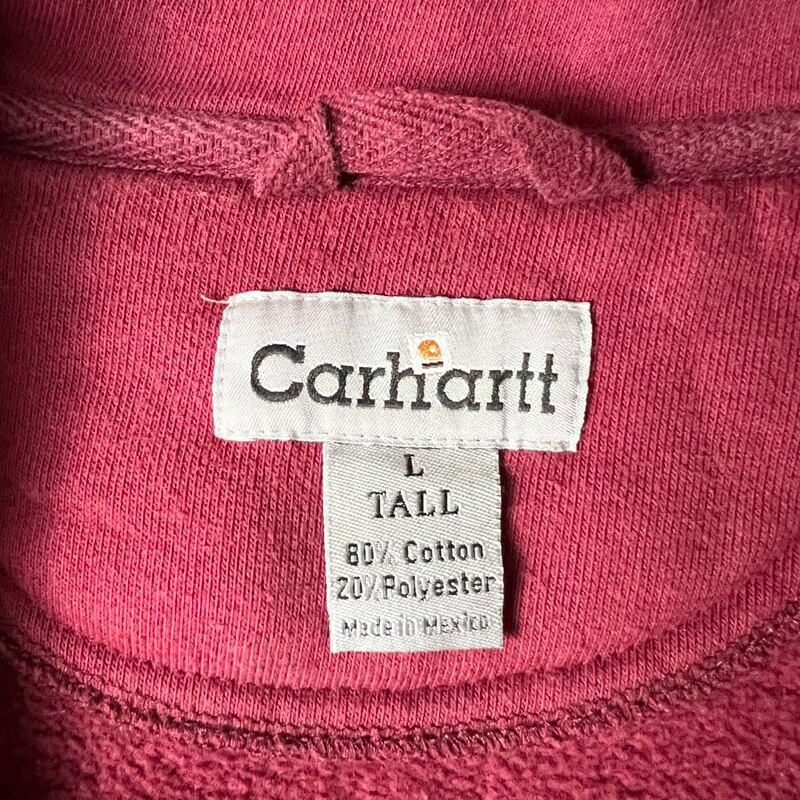 Carhartt
L
TALL
80% Cotton
20% Polyester
Made in Mexico